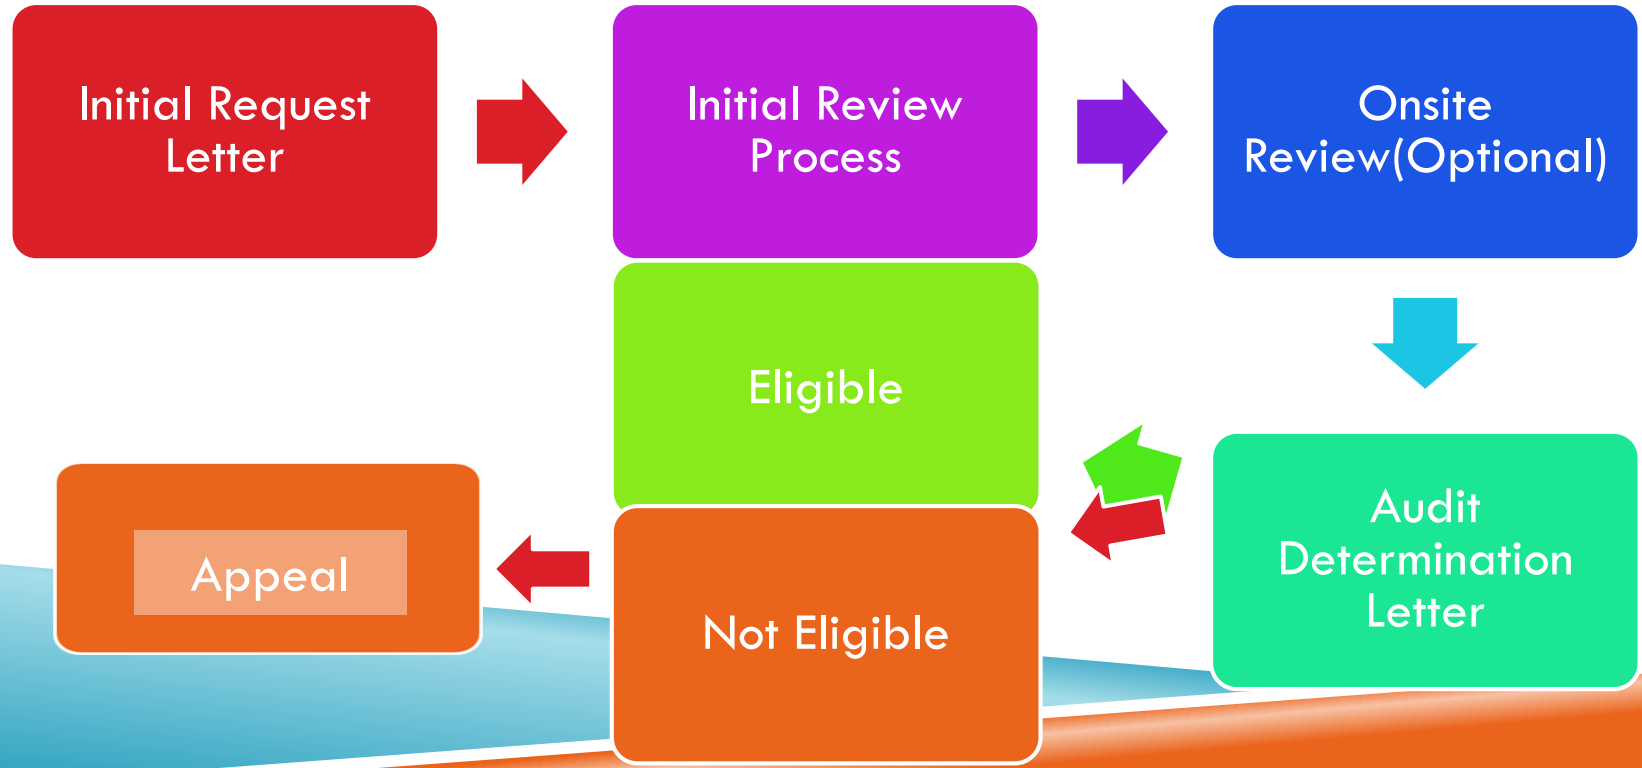 Initial Request
Letter
Initial Review
Process
Onsite
Review(Optional)
Eligible
Audit
Determination
Letter
Not Eligible
Appeal